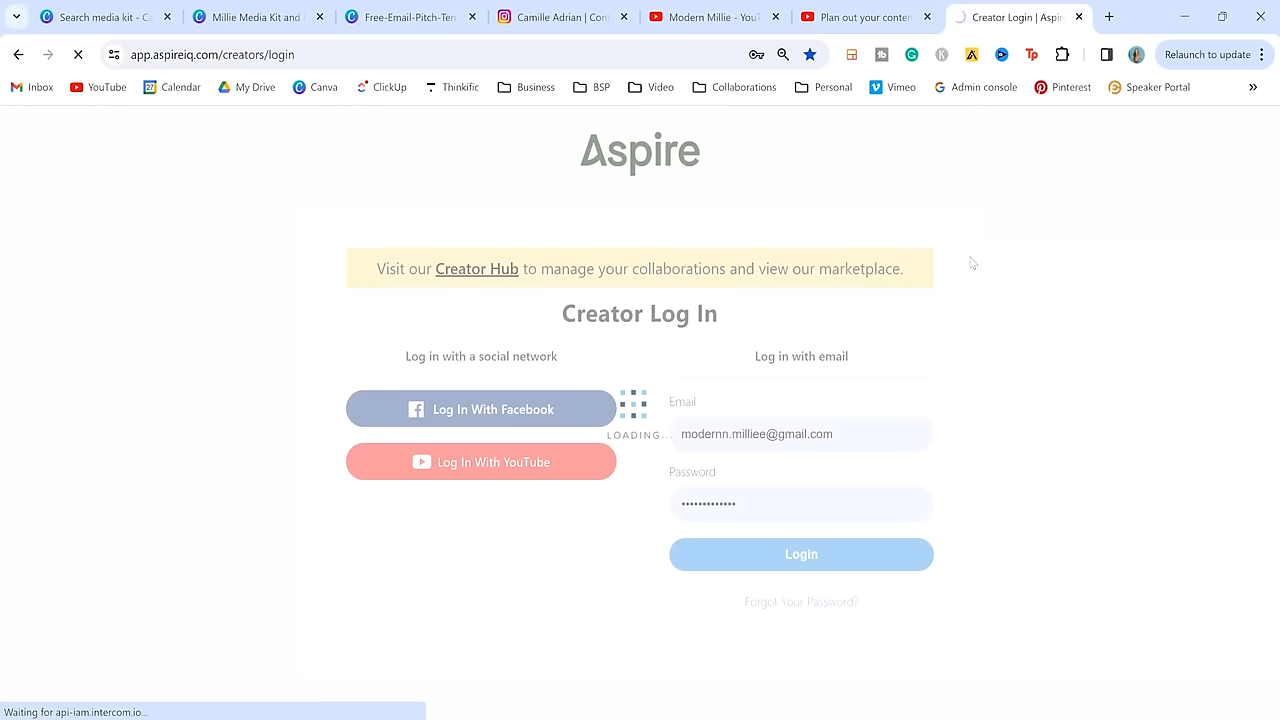 Search media kit - C
Millie Adrian Media
Email-Pitch-Ten
Camille Adrian | Com
Modern Millie - You
Plan out your conten
Creator Login | Aspi
app.aspireiq.com/creator/login
Relaunch to update
Inbox
YouTube
Calendar
My Drive
Canva
ClickUp
Thinkific
Business
BSP
Video
Collaborations
Personal
Vimeo
Admin console
Pinterest
Speaker Portal
Aspire
Visit our Creator Hub to manage your collaborations and view our marketplace.
Creator Log In
Log in with a social network
Log in with email
Log In With Facebook
Log In With YouTube
LOADING...
Email
modernn.milliee@gmail.com
Password
Login
Forgot Your Password?
Waiting for api-iam.intercom.io...